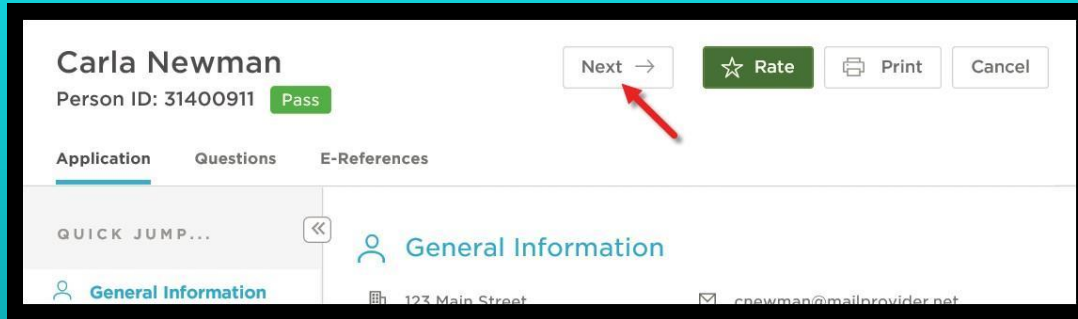 Carla Newman
Next → Rate Print Cancel
Person ID: 31400911 Pass
Application Questions E-References
QUICK JUMP...
General Information
General Information
123 Main Street cnewman@mailprovider.net